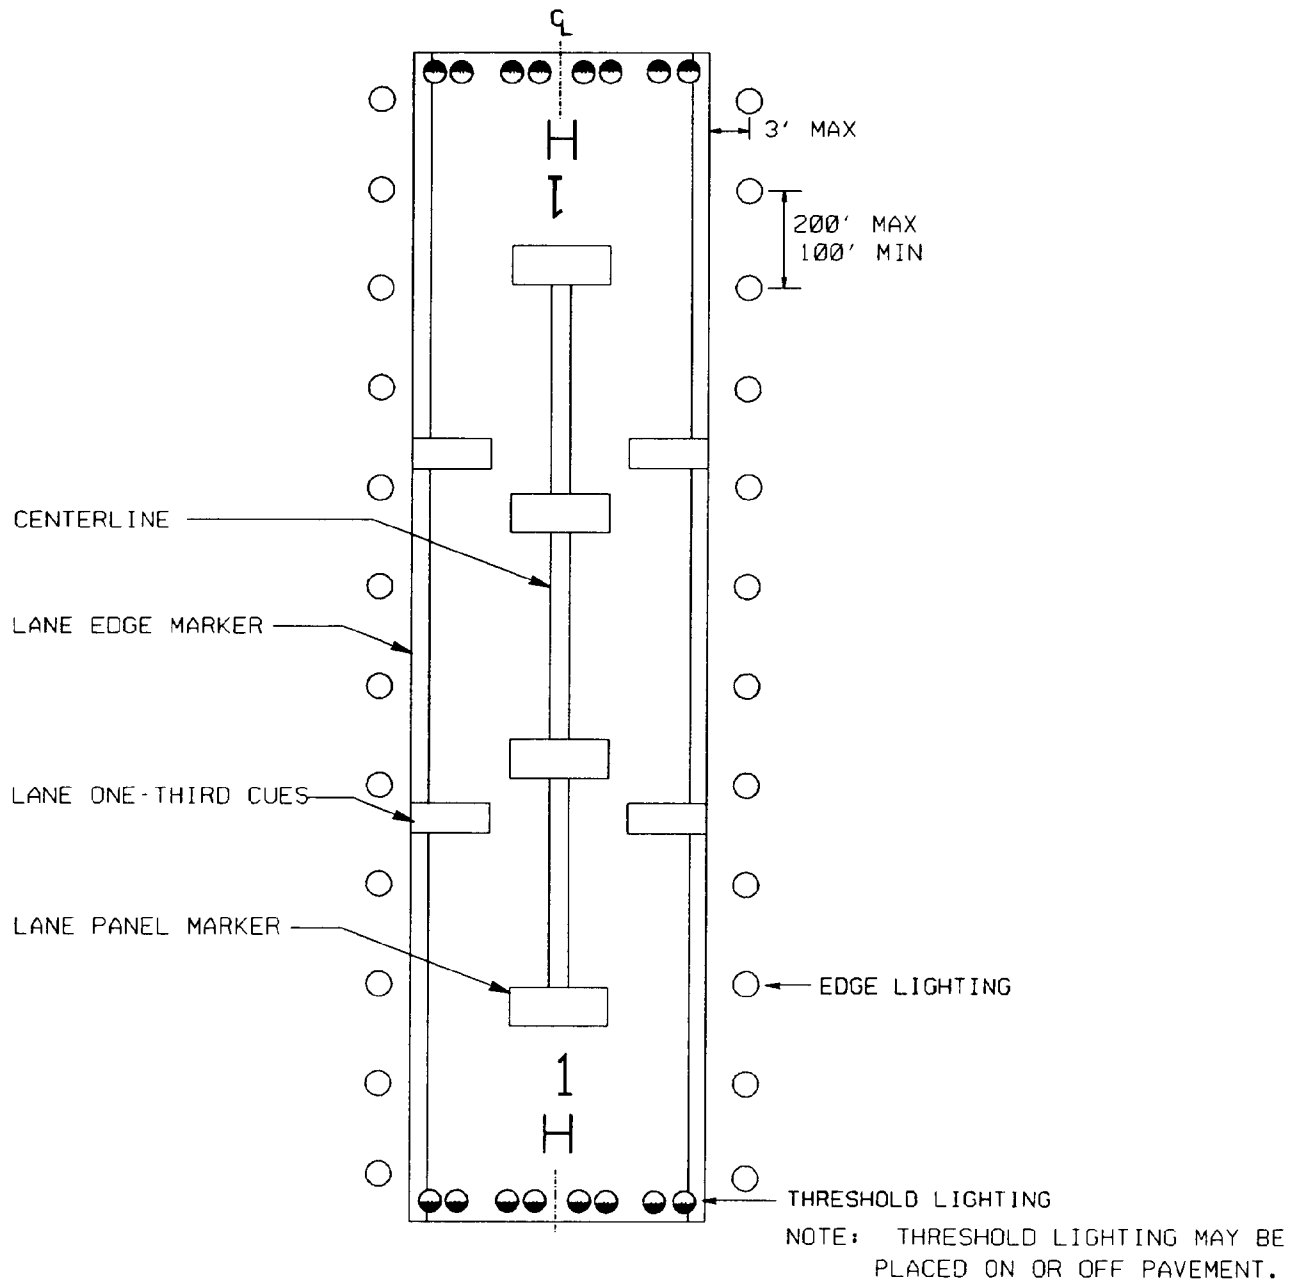 CL
3' MAX
H
1
200' MAX
100' MIN
CENTERLINE
LANE EDGE MARKER
LANE ONE-THIRD CUES
LANE PANEL MARKER
EDGE LIGHTING
1
H
THRESHOLD LIGHTING
NOTE: THRESHOLD LIGHTING MAY BE
PLACED ON OR OFF PAVEMENT.